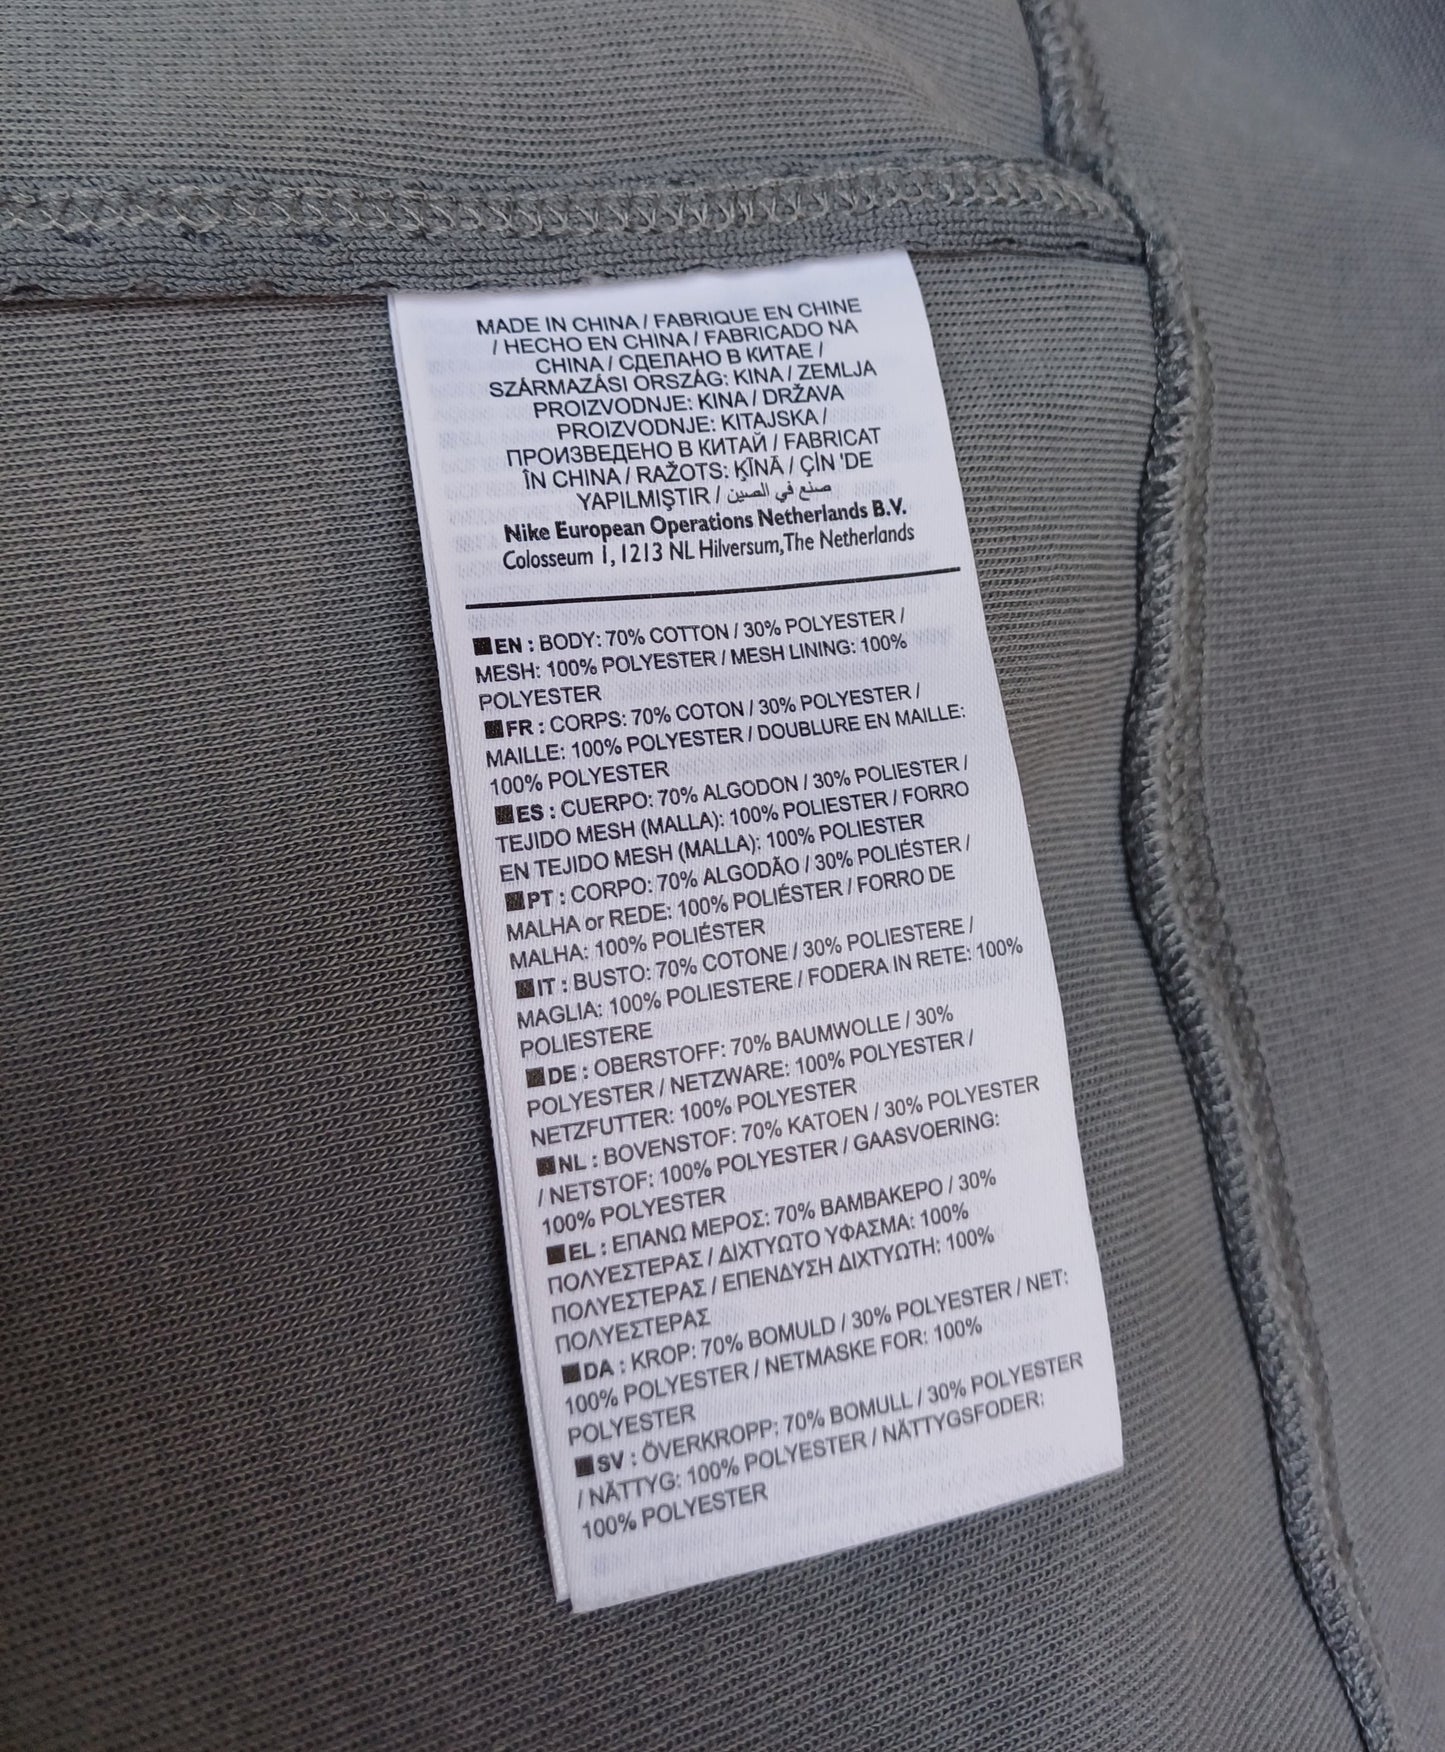 MADE IN CHINA / FABRIQUE EN CHINE
/ HECHO EN CHINA / FABRICADO NA
CHINA / СДЕЛАНО В КИТАЕ /
SZÁRMAZÁSI ORSZÁG: KINA / ZEMLJA
PROIZVODNJE: KINA / DRŽAVA
PROIZVODNJE: KITAJSKA /
ПРОИЗВЕДЕНО В КИТАЙ / FABRICAT
ÎN CHINA / RAŽOTS: ĶĪNĀ / ÇİN 'DE
YAPILMIŞTIR / صنع في الصين
Nike European Operations Netherlands B.V.
Colosseum 1, 1213 NL Hilversum, The Netherlands
EN : BODY: 70% COTTON / 30% POLYESTER /
MESH: 100% POLYESTER / MESH LINING: 100%
POLYESTER
FR : CORPS: 70% COTON / 30% POLYESTER /
MAILLE: 100% POLYESTER / DOUBLURE EN MAILLE:
100% POLYESTER
ES : CUERPO: 70% ALGODON / 30% POLIESTER /
TEJIDO MESH (MALLA): 100% POLIESTER / FORRO
EN TEJIDO MESH (MALLA): 100% POLIESTER
PT : CORPO: 70% ALGODÃO / 30% POLIÉSTER /
MALHA or REDE: 100% POLIÉSTER / FORRO DE
MALHA: 100% POLIÉSTER
IT : BUSTO: 70% COTONE / 30% POLIESTERE /
MAGLIA: 100% POLIESTERE / FODERA IN RETE: 100%
POLIESTERE
DE : OBERSTOFF: 70% BAUMWOLLE / 30%
POLYESTER / NETZWARE: 100% POLYESTER /
NETZFUTTER: 100% POLYESTER
NL : BOVENSTOF: 70% KATOEN / 30% POLYESTER
/ NETSTOF: 100% POLYESTER / GAASVOERING:
100% POLYESTER
EL : ΕΠΑΝΩ ΜΕΡΟΣ: 70% ΒΑΜΒΑΚΕΡΟ / 30%
ΠΟΛΥΕΣΤΕΡΑΣ / ΔΙΧΤΥΩΤΟ ΥΦΑΣΜΑ: 100%
ΠΟΛΥΕΣΤΕΡΑΣ / ΕΠΕΝΔΥΣΗ ΔΙΧΤΥΩΤΗ: 100%
ΠΟΛΥΕΣΤΕΡΑΣ
DA : KROP: 70% BOMULD / 30% POLYESTER / NET:
100% POLYESTER / NETMASKE FOR: 100%
POLYESTER
SV : ÖVERKROPP: 70% BOMULL / 30% POLYESTER
/ NÄTTYG: 100% POLYESTER / NÄTTYGSFODER:
100% POLYESTER